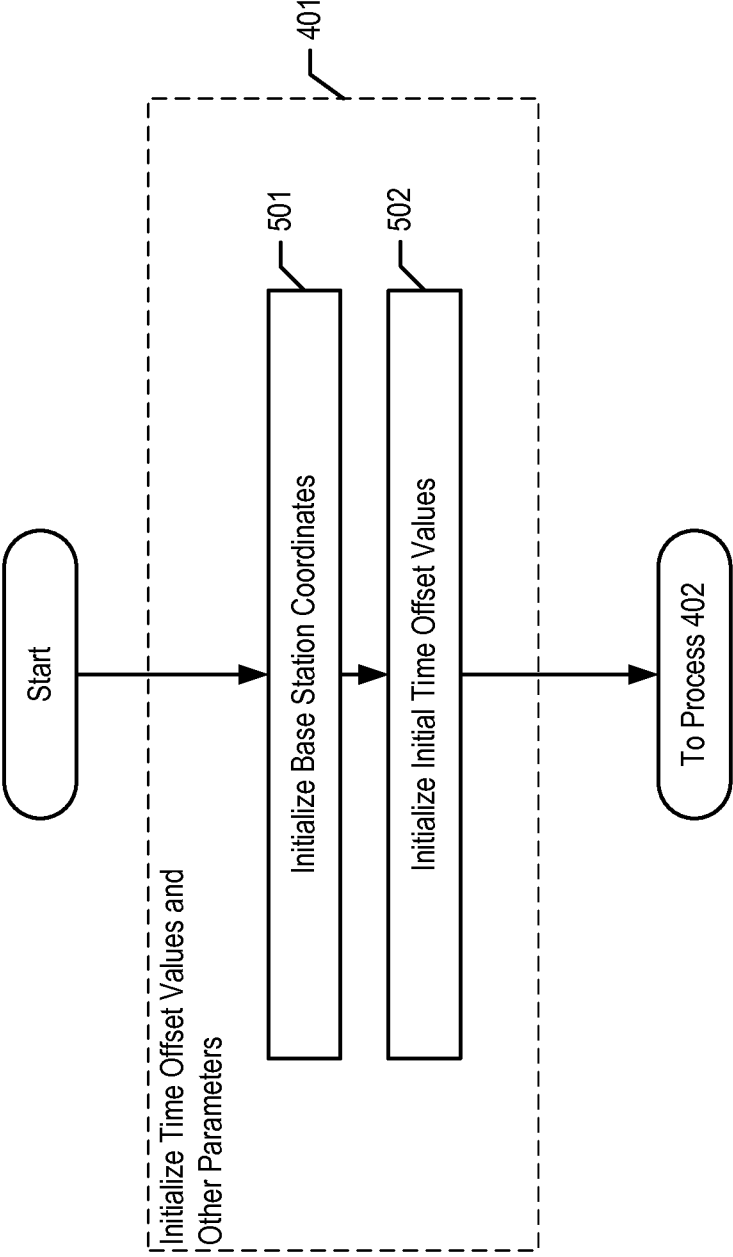 Start
401
Initialize Time Offset Values and
Other Parameters
501
Initialize Base Station Coordinates
502
Initialize Initial Time Offset Values
To Process 402